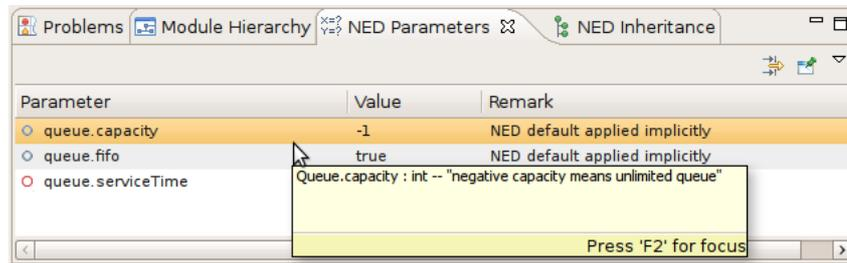 Problems Module Hierarchy X=? Y=? NED Parameters NED Inheritance
Parameter Value Remark
queue.capacity -1 NED default applied implicitly
queue.fifo true NED default applied implicitly
queue.serviceTime
Queue.capacity : int -- "negative capacity means unlimited queue"
Press 'F2' for focus